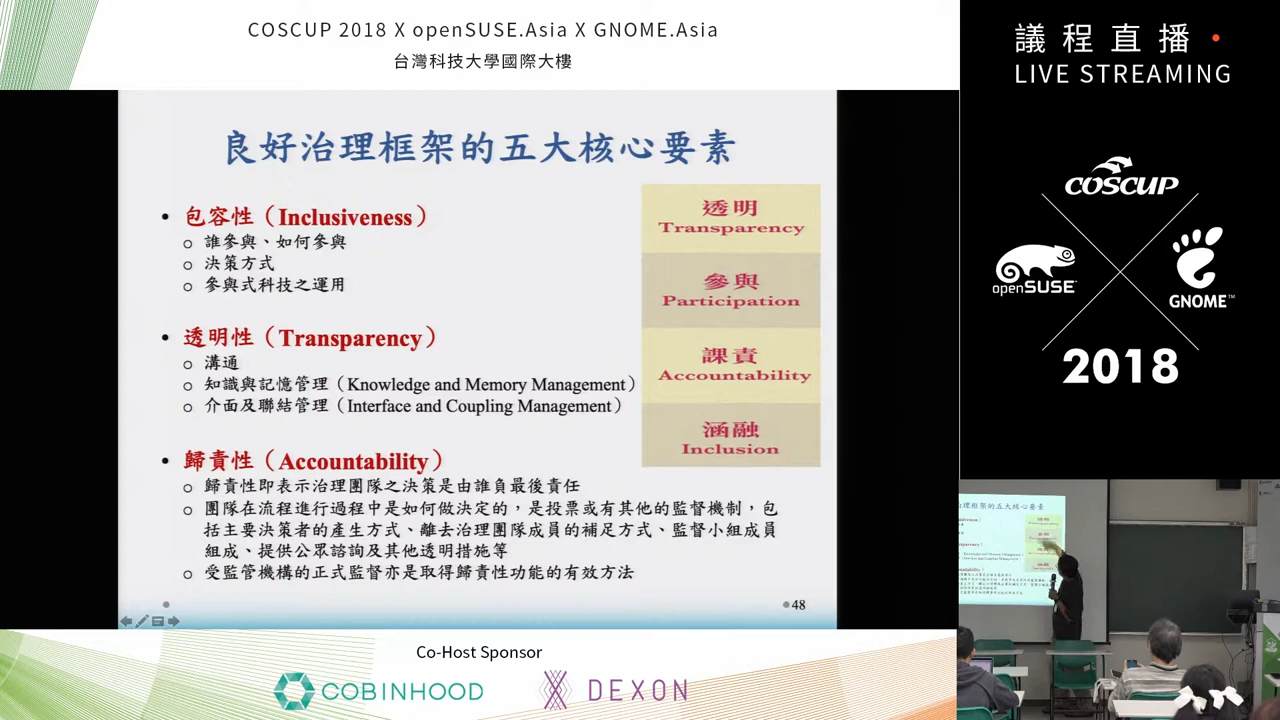 COSCUP 2018 X openSUSE.Asia X GNOME.Asia
台灣科技大學國際大樓
議程直播
LIVE STREAMING
良好治理框架的五大核心要素
• 包容性（Inclusiveness）
o 誰參與、如何參與
o 決策方式
o 參與式科技之運用
• 透明性（Transparency）
o 溝通
o 知識與記憶管理（Knowledge and Memory Management）
o 介面及聯結管理（Interface and Coupling Management）
• 歸責性（Accountability）
o 歸責性即表示治理團隊之決策是由誰負最後責任
o 團隊在流程進行過程中是如何做決定的，是投票或有其他的監督機制，包
括主要決策者的產生方式、離去治理團隊成員的補足方式、監督小組成員
組成、提供公眾諮詢及其他透明措施等
o 受監管機構的正式監督亦是取得歸責性功能的有效方法
透明
Transparency
參與
Participation
課責
Accountability
涵融
Inclusion
48
COSCUP
openSUSE
GNOME™
2018
Co-Host Sponsor
COBINHOOD
DEXON